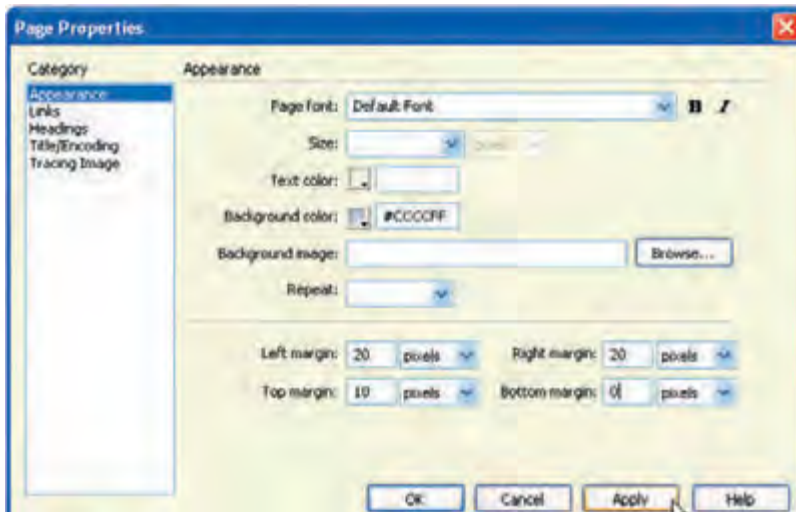 Page Properties
Category
Appearance
Links
Headings
Title/Encoding
Tracing Image
Appearance
Page font: Default Font B I
Size: pixels
Text color:
Background color: #CCCCFF
Background image: Browse...
Repeat:
Left margin: 20 pixels Right margin: 20 pixels
Top margin: 10 pixels Bottom margin: 0 pixels
OK Cancel Apply Help